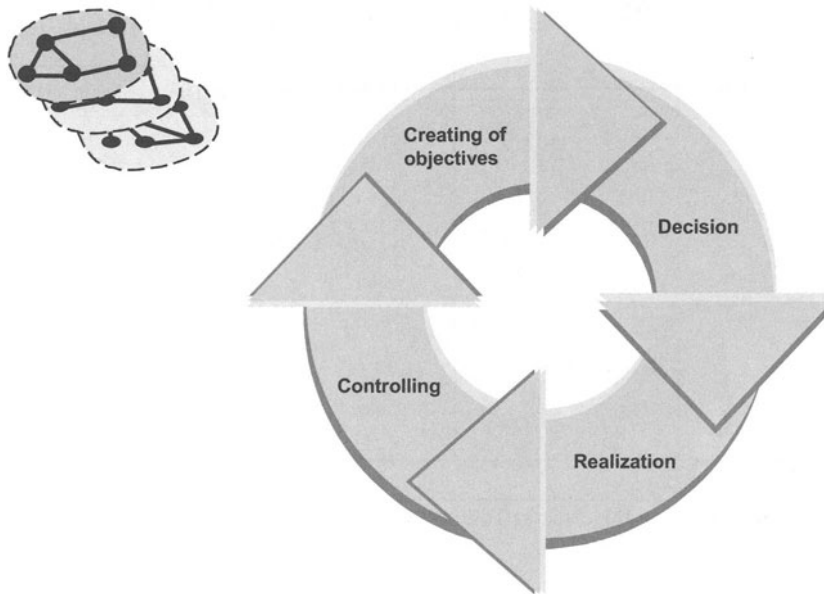 Creating of
objectives
Decision
Controlling
Realization